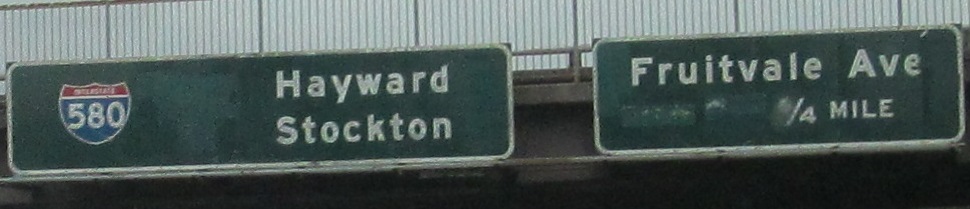 INTERSTATE
580
Hayward
Stockton
Fruitvale Ave
/4 MILE